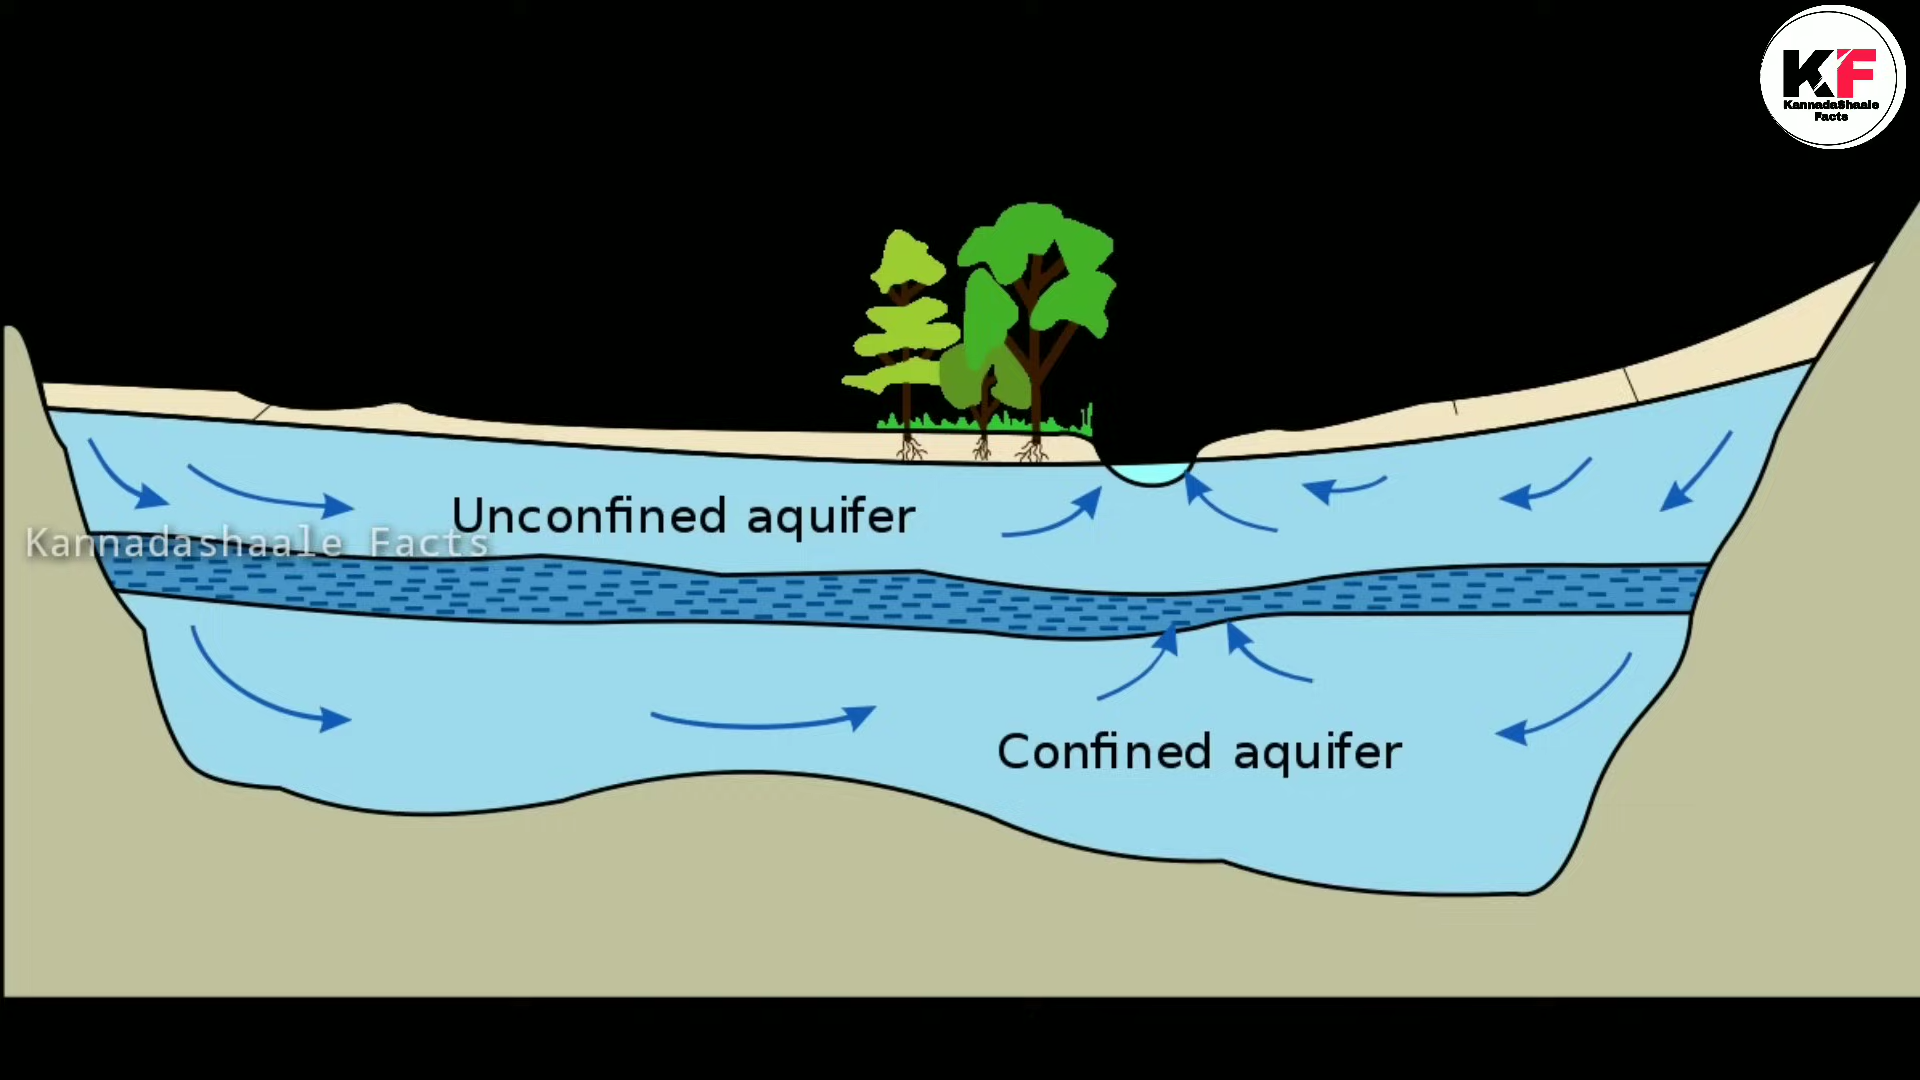 KF
KannadaShaale
Facts
Unconfined aquifer
Kannadashaale Facts
Confined aquifer